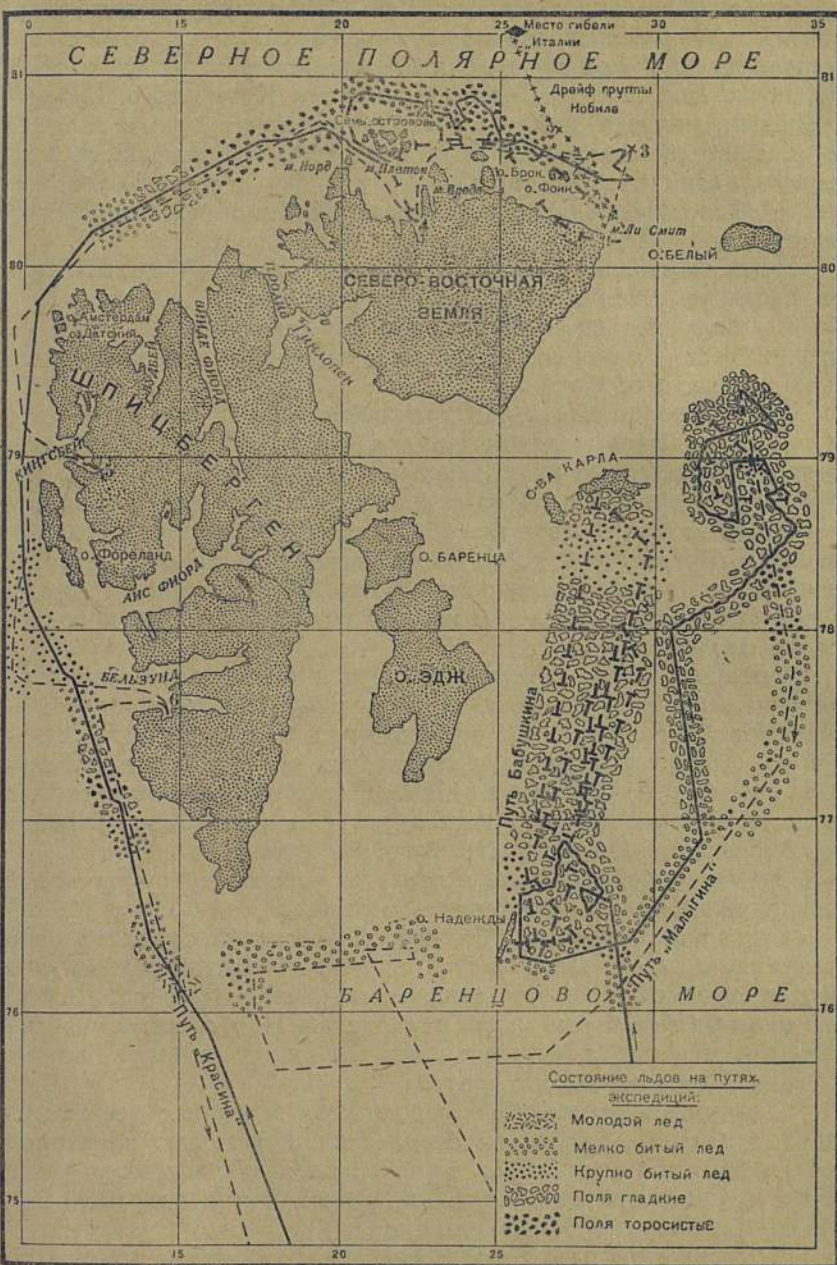 0 15 20 25 30 35
Место гибели
„Италии
СЕВЕРНОЕ ПОЛЯРНОЕ МОРЕ
81 81
Дрейф группы
Нобиле
Семь островов
3
м. Норд
м. Платен
о. Брок
о. Фойн
м. Вреде
м. Ли Смит
О. БЕЛЫЙ
80 80
СЕВЕРО-ВОСТОЧНАЯ
ЗЕМЛЯ
о. Амстердам
о. Датский
ВИИДЕ ФИОРД
Гинлопен
ШПИЦБЕРГЕН
79 79
КИНГСБЕЙ
О-ВА КАРЛА
о. Фореланд
О. БАРЕНЦА
АЙС ФИОРД
78 78
БЕЛЬЗУНД
О. ЭДЖ
Путь Бабушкина
77 77
о. Надежды
Путь „Малыгина"
БАРЕНЦОВО МОРЕ
76 76
Путь „Красина"
Состояние льдов на путях
экспедиций:
Молодой лед
Мелко битый лед
Крупно битый лед
Поля гладкие
Поля торосистые
75
15 20 25